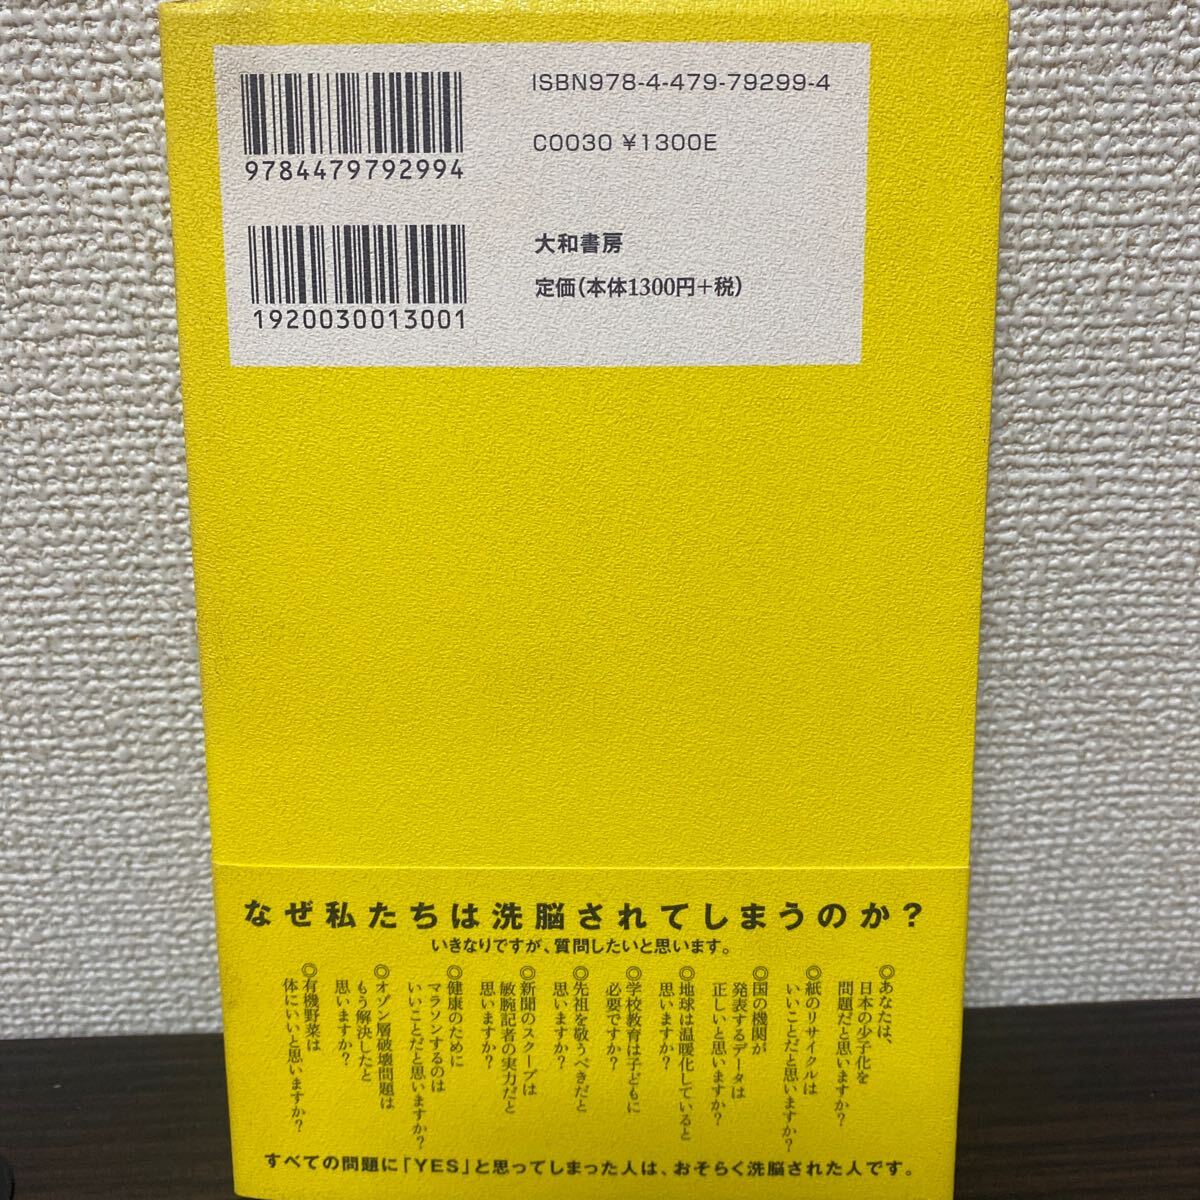 ISBN978-4-479-79299-4
C0030 ¥1300E
9784479792994
大和書房
定価(本体1300円+税)
1920030013001
なぜ私たちは洗脳されてしまうのか？
いきなりですが、質問したいと思います。
◎あなたは、
日本の少子化を
問題だと思いますか？
◎紙のリサイクルは
いいことだと思いますか？
◎国の機関が
発表するデータは
正しいと思いますか？
◎地球は温暖化していると
思いますか？
◎学校教育は子どもに
必要ですか？
◎先祖を敬うべきだと
思いますか？
◎新聞のスクープは
敏腕記者の実力だと
思いますか？
◎健康のために
マラソンするのは
いいことだと思いますか？
◎オゾン層破壊問題は
もう解決したと
思いますか？
◎有機野菜は
体にいいと思いますか？
すべての問題に「YES」と思ってしまった人は、おそらく洗脳された人です。